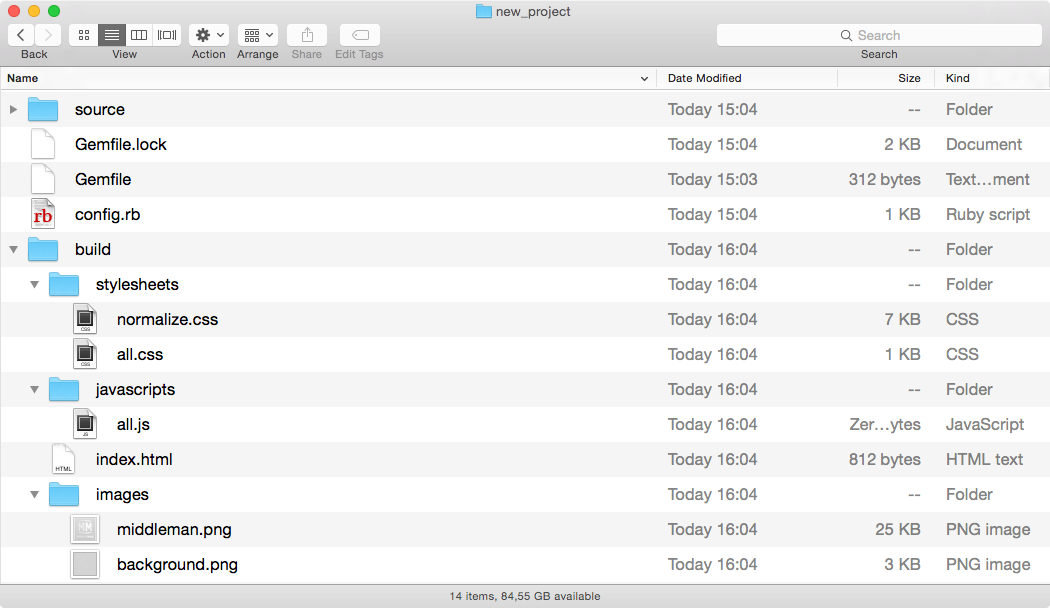 new_project
Back View Action Arrange Share Edit Tags Search Search
Name Date Modified Size Kind
source Today 15:04 -- Folder
Gemfile.lock Today 15:04 2 KB Document
Gemfile Today 15:03 312 bytes Text…ment
rb config.rb Today 15:04 1 KB Ruby script
build Today 16:04 -- Folder
stylesheets Today 16:04 -- Folder
CSS normalize.css Today 16:04 7 KB CSS
CSS all.css Today 16:04 1 KB CSS
javascripts Today 16:04 -- Folder
JS all.js Today 16:04 Zer…ytes JavaScript
HTML index.html Today 16:04 812 bytes HTML text
images Today 16:04 -- Folder
middleman.png Today 16:04 25 KB PNG image
background.png Today 16:04 3 KB PNG image
14 items, 84,55 GB available